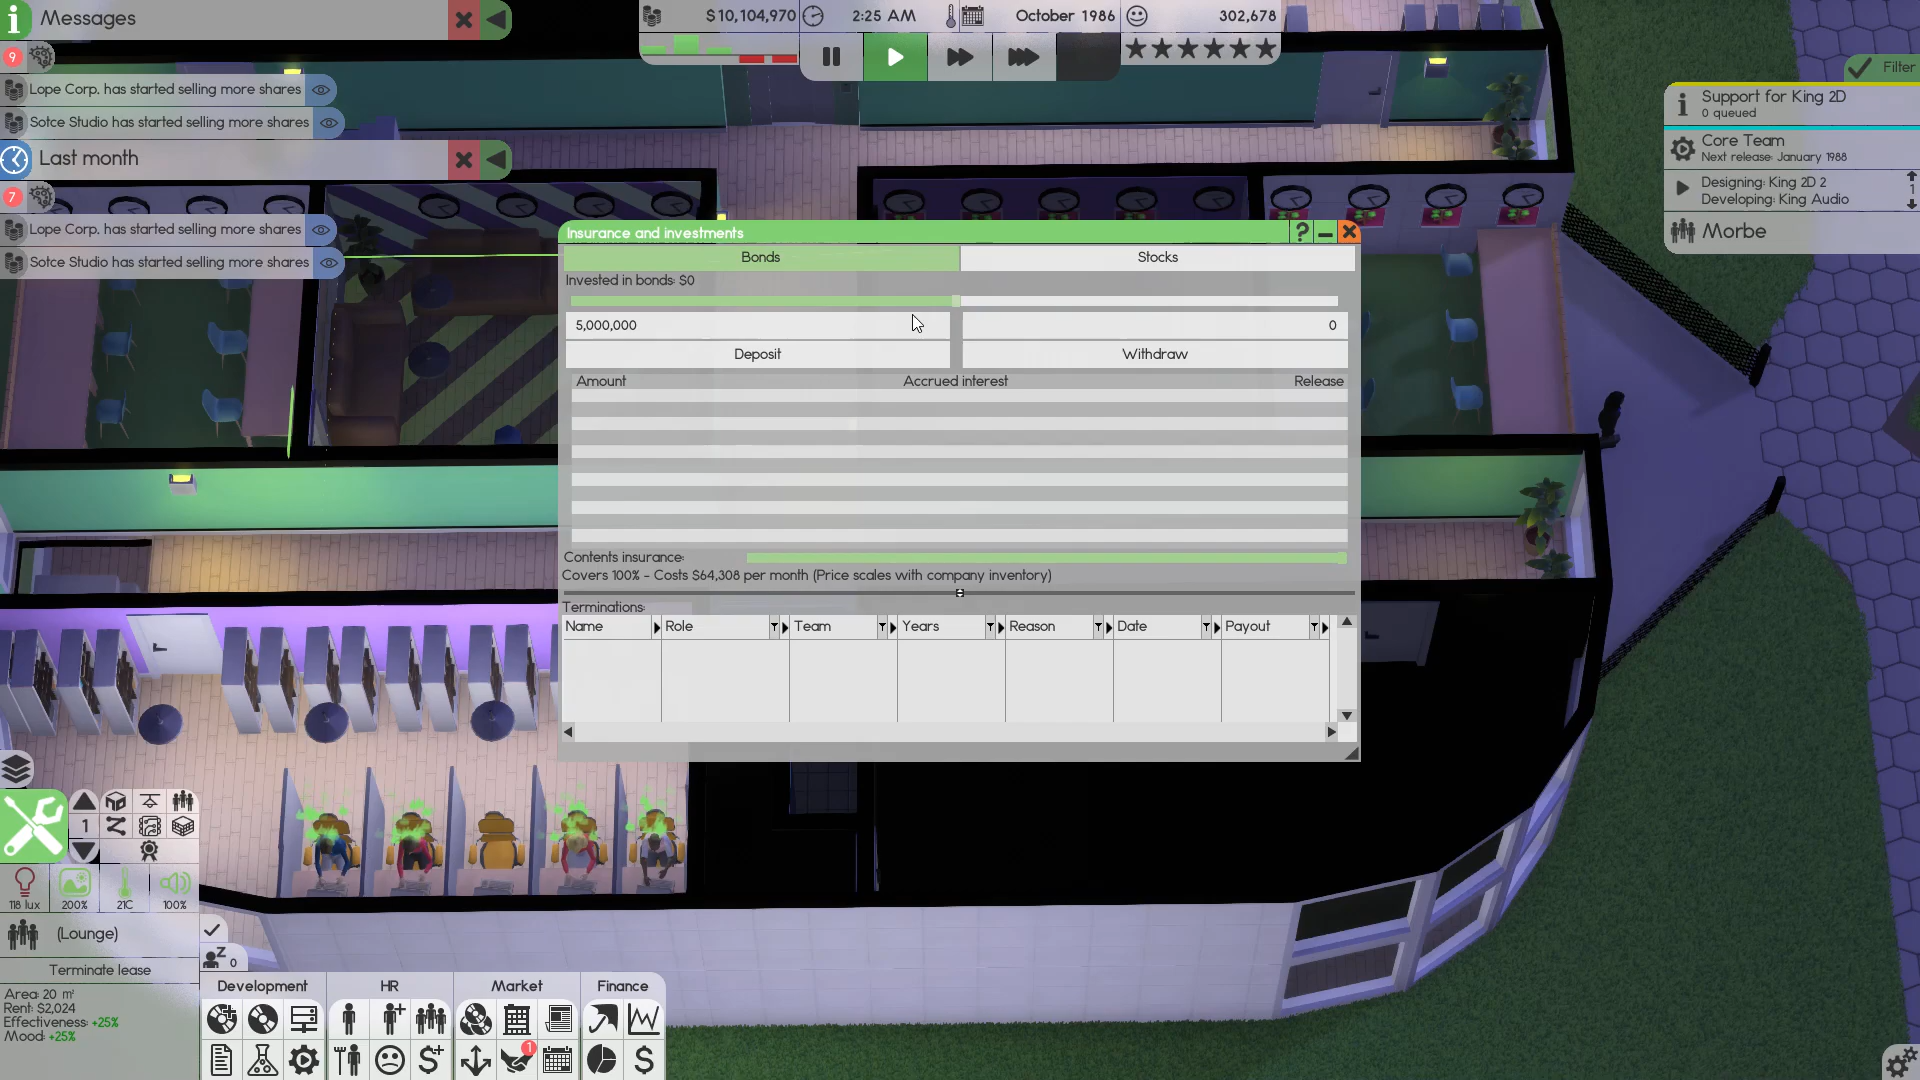 Messages
$10,104,970
2:25 AM
October 1986
302,678
9
Lope Corp. has started selling more shares
Sotce Studio has started selling more shares
Last month
7
Lope Corp. has started selling more shares
Sotce Studio has started selling more shares
Filter
Support for King 2D
0 queued
Core Team
Next release: January 1988
Designing: King 2D 2
Developing: King Audio
1
Morbe
Insurance and investments
?
Bonds
Stocks
Invested in bonds: $0
5,000,000
0
Deposit
Withdraw
Amount
Accrued interest
Release
Contents insurance:
Covers 100% - Costs $64,308 per month (Price scales with company inventory)
Terminations:
Name
Role
Team
Years
Reason
Date
Payout
1
118 lux
200%
21C
100%
(Lounge)
Z
0
Terminate lease
Area: 20 m²
Rent: $2,024
Effectiveness: +25%
Mood: +25%
Development
HR
Market
Finance
1